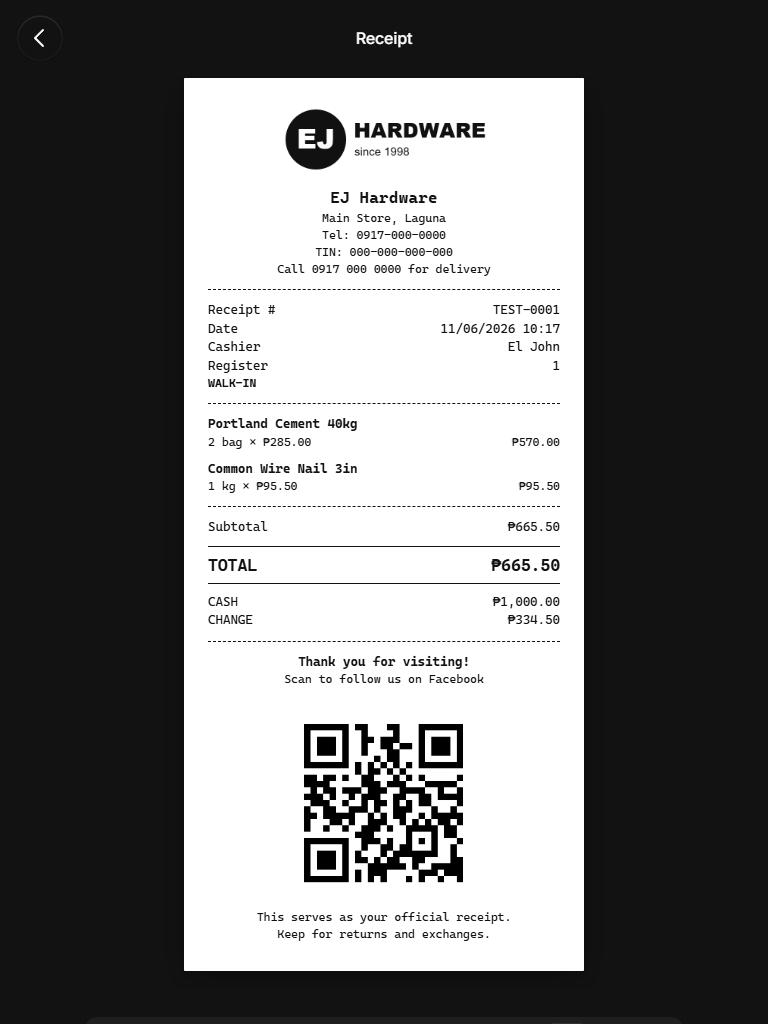 Receipt
EJ HARDWARE
since 1998
EJ Hardware
Main Store, Laguna
Tel: 0917-000-0000
TIN: 000-000-000-000
Call 0917 000 0000 for delivery
Receipt # TEST-0001
Date 11/06/2026 10:17
Cashier El John
Register 1
WALK-IN
Portland Cement 40kg
2 bag × ₱285.00 ₱570.00
Common Wire Nail 3in
1 kg × ₱95.50 ₱95.50
Subtotal ₱665.50
TOTAL ₱665.50
CASH ₱1,000.00
CHANGE ₱334.50
Thank you for visiting!
Scan to follow us on Facebook
This serves as your official receipt.
Keep for returns and exchanges.